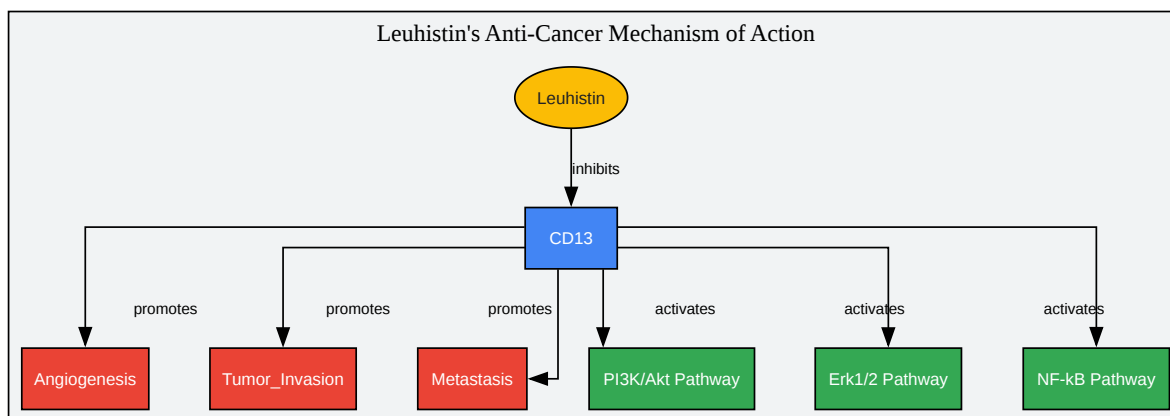 Leuhistin's Anti-Cancer Mechanism of Action
Leuhistin
inhibits
CD13
promotes
promotes
promotes
activates
activates
activates
Angiogenesis
Tumor_Invasion
Metastasis
PI3K/Akt Pathway
Erk1/2 Pathway
NF-kB Pathway